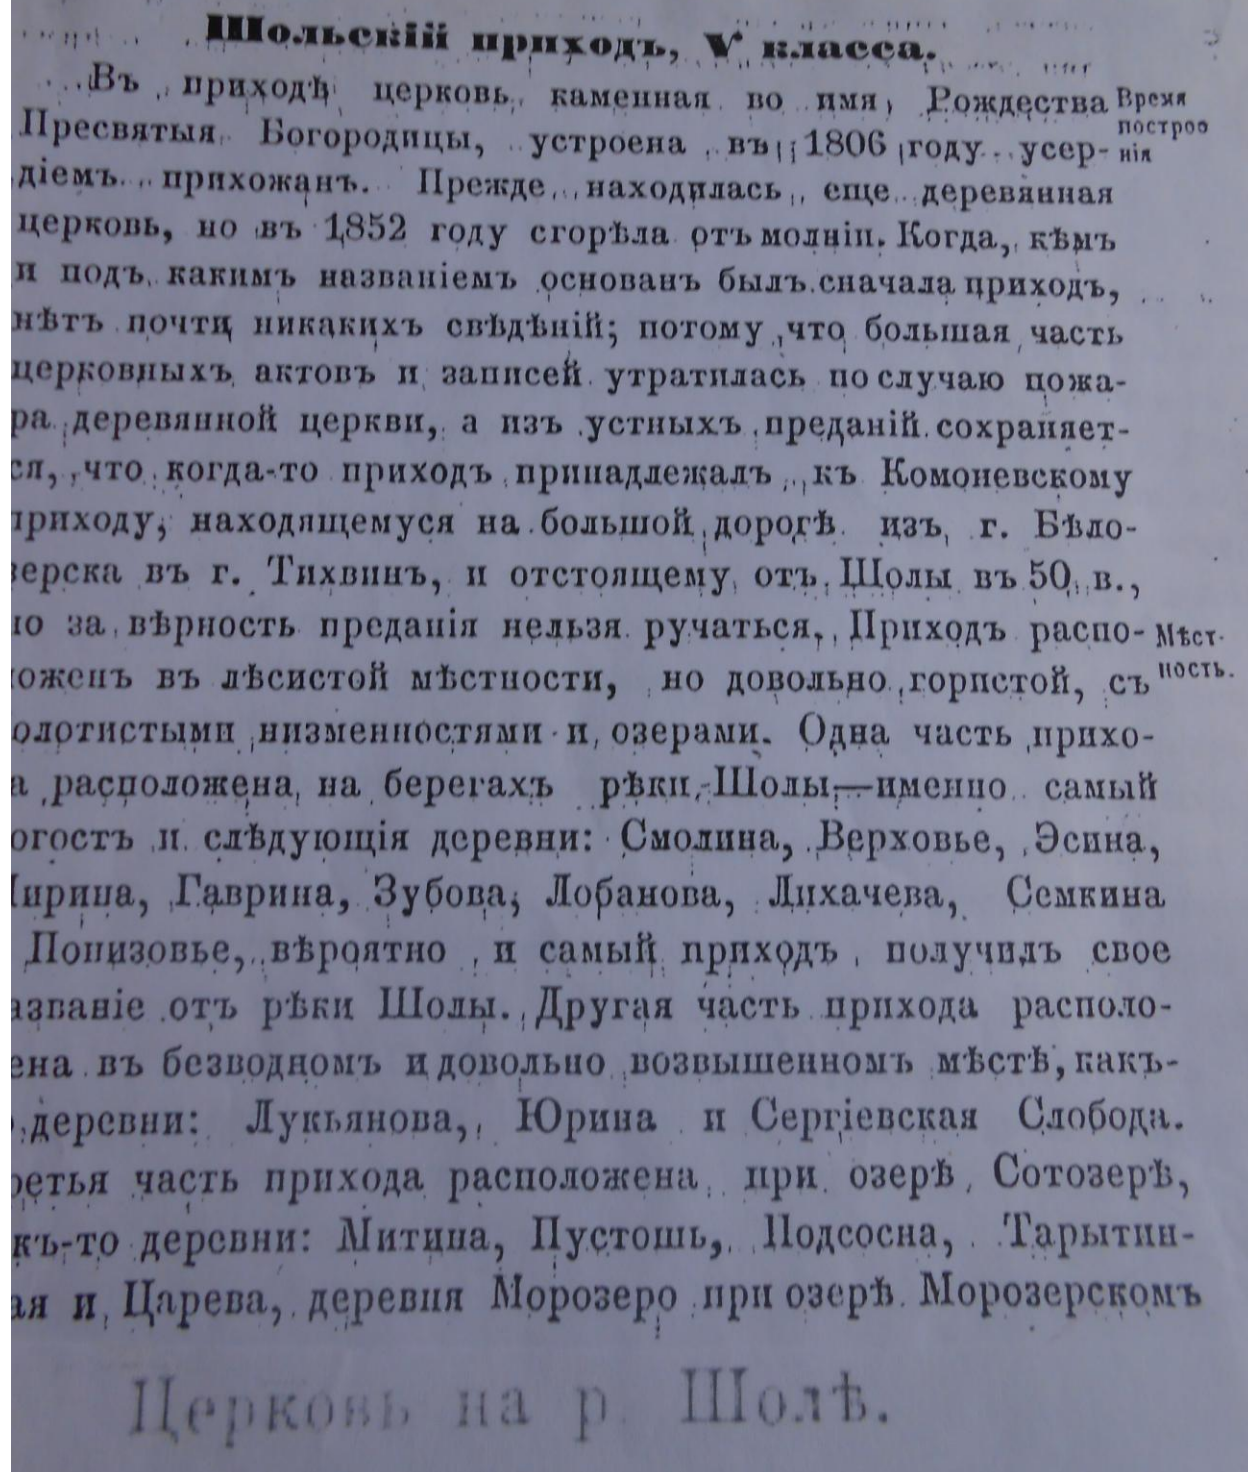 Шольскій приходъ, V класса.
Въ приходѣ церковь каменная во имя Рождества
Время
построе
нія
Пресвятыя Богородицы, устроена въ 1806 году усер-
діемъ прихожанъ. Прежде находилась еще деревянная
церковь, но въ 1852 году сгорѣла отъ молніи. Когда, кѣмъ
и подъ какимъ названіемъ основанъ былъ сначала приходъ,
нѣтъ почти никакихъ свѣдѣній; потому что большая часть
церковныхъ актовъ и записей утратилась по случаю пожа-
ра деревянной церкви, а изъ устныхъ преданій сохраняет-
ся, что когда-то приходъ принадлежалъ къ Комоневскому
приходу, находящемуся на большой дорогѣ изъ г. Бѣло-
зерска въ г. Тихвинъ, и отстоящему отъ Шолы въ 50 в.,
но за вѣрность преданія нельзя ручаться. Приходъ распо-
Мѣст-
ность.
ложенъ въ лѣсистой мѣстности, но довольно гористой, съ
олотистыми низменностями и озерами. Одна часть прихо-
а расположена на берегахъ рѣки Шолы—именно самый
огостъ и слѣдующія деревни: Смолина, Верховье, Эсина,
ирина, Гаврина, Зубова, Лобанова, Лихачева, Семкина
Понизовье, вѣроятно и самый приходъ получилъ свое
азваніе отъ рѣки Шолы. Другая часть прихода располо-
ена въ безводномъ и довольно возвышенномъ мѣстѣ, какъ-
деревни: Лукьянова, Юрина и Сергіевская Слобода.
ретья часть прихода расположена при озерѣ Сотозерѣ,
къ-то деревни: Митина, Пустошь, Подсосна, Тарытин-
ая и Царева, деревня Морозеро при озерѣ Морозерскомъ
Церковь на р. Шолѣ.